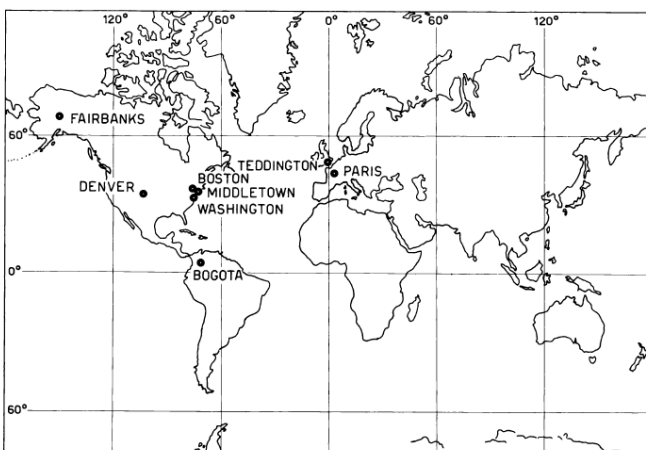 120° 60° 0° 60° 120°
FAIRBANKS
60°
TEDDINGTON
BOSTON
PARIS
DENVER
MIDDLETOWN
WASHINGTON
0°
BOGOTA
60°